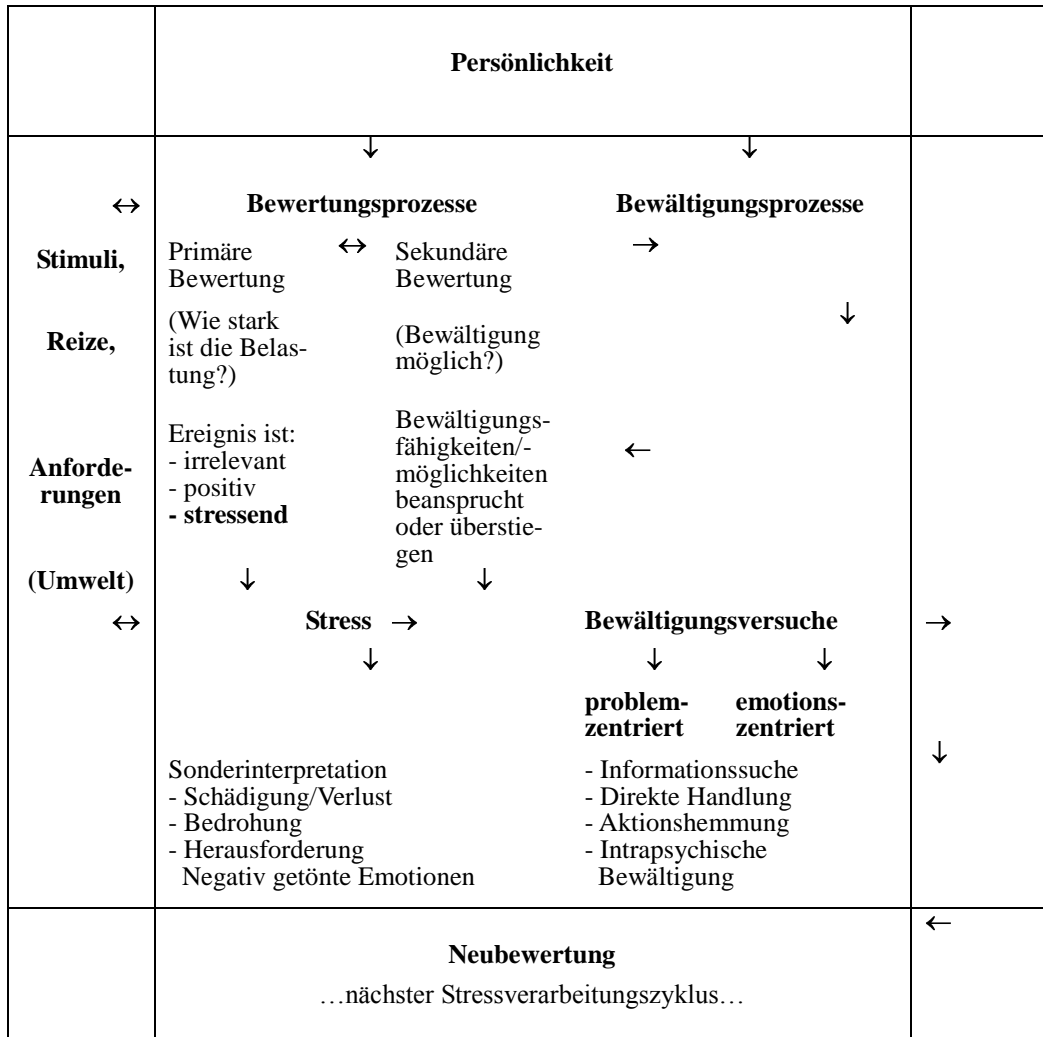 Persönlichkeit
↓ ↓
↔ Bewertungsprozesse Bewältigungsprozesse
Stimuli,
Primäre
Bewertung
↔
Sekundäre
Bewertung
→
Reize,
(Wie stark
ist die Belas-
tung?)
(Bewältigung
möglich?)
↓
Anforde-
rungen
Ereignis ist:
- irrelevant
- positiv
- stressend
Bewältigungs-
fähigkeiten/-
möglichkeiten
beansprucht
oder überstie-
gen
←
(Umwelt)
↓ ↓
↔ Stress → Bewältigungsversuche →
↓ ↓ ↓
problem-
zentriert
emotions-
zentriert
↓
Sonderinterpretation
- Schädigung/Verlust
- Bedrohung
- Herausforderung
Negativ getönte Emotionen
- Informationssuche
- Direkte Handlung
- Aktionshemmung
- Intrapsychische
Bewältigung
←
Neubewertung
…nächster Stressverarbeitungszyklus…